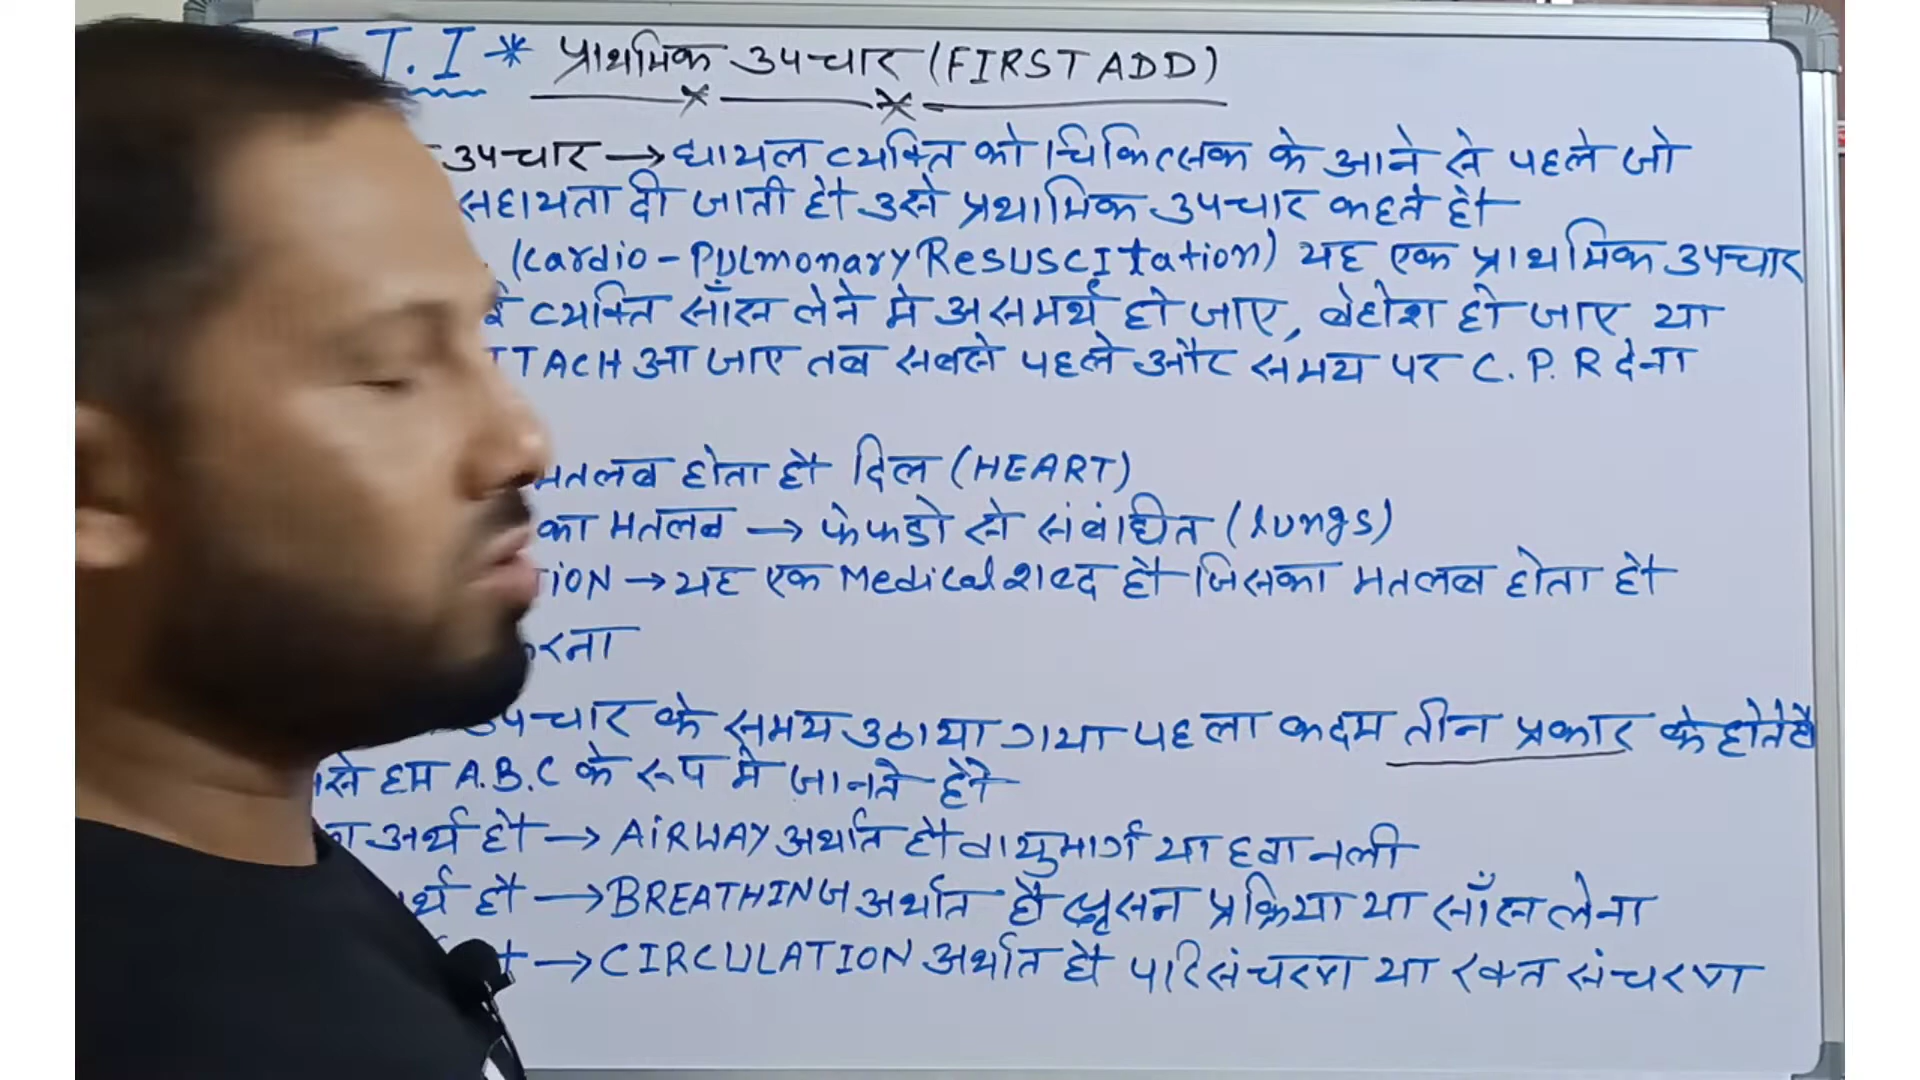 T.I * प्राथमिक उपचार (FIRST ADD)
उपचार → घायल व्यक्ति को चिकित्सक के आने से पहले जो
सहायता दी जाती है उसे प्रथामिक उपचार कहते है
(Cardio-Pulmonary Resuscitation) यह एक प्राथमिक उपचार
व्यक्ति साँस लेने मे असमर्थ हो जाए, बेहोश हो जाए या
TTACH आ जाए तब सबसे पहले और समय पर C.P.R देना
मतलब होता है दिल (HEART)
का मतलब → फेफडो से संबंधित (Lungs)
TION → यह एक Medical शब्द है जिसका मतलब होता है
करना
उपचार के समय उठाया गया पहला कदम तीन प्रकार के होते है
हम A.B.C के रूप मे जानते है
अर्थ है → AIRWAY अर्थात है वायुमार्ग या हवा नली
र्थ है → BREATHING अर्थात है श्वसन प्रक्रिया या साँस लेना
→ CIRCULATION अर्थात है परिसंचरण या रक्त संचरण